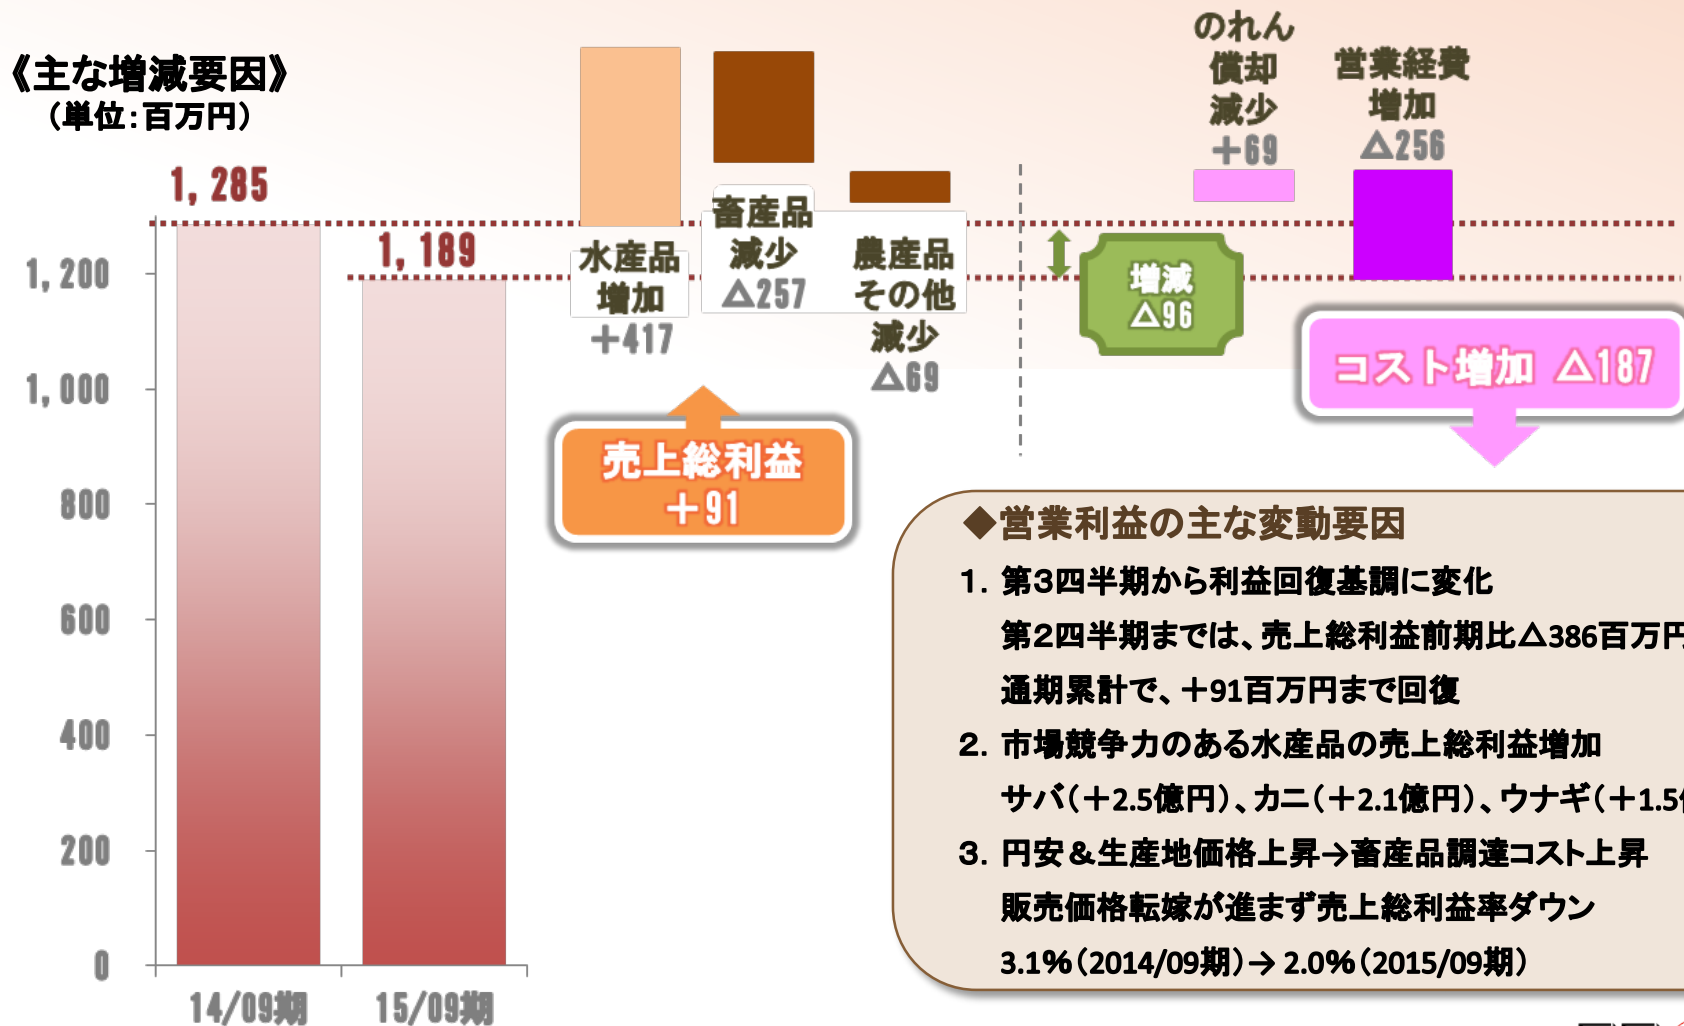 《主な増減要因》
（単位：百万円）
1,285
1,189
1,200
1,000
800
600
400
200
0
14/09期
15/09期
水産品
増加
＋417
畜産品
減少
△257
農産品
その他
減少
△69
売上総利益
＋91
増減
△96
のれん
償却
減少
＋69
営業経費
増加
△256
コスト増加 △187
◆営業利益の主な変動要因
1. 第3四半期から利益回復基調に変化
第2四半期までは、売上総利益前期比△386百万円
通期累計で、＋91百万円まで回復
2. 市場競争力のある水産品の売上総利益増加
サバ（＋2.5億円）、カニ（＋2.1億円）、ウナギ（＋1.5
3. 円安＆生産地価格上昇→畜産品調達コスト上昇
販売価格転嫁が進まず売上総利益率ダウン
3.1%（2014/09期）→ 2.0%（2015/09期）